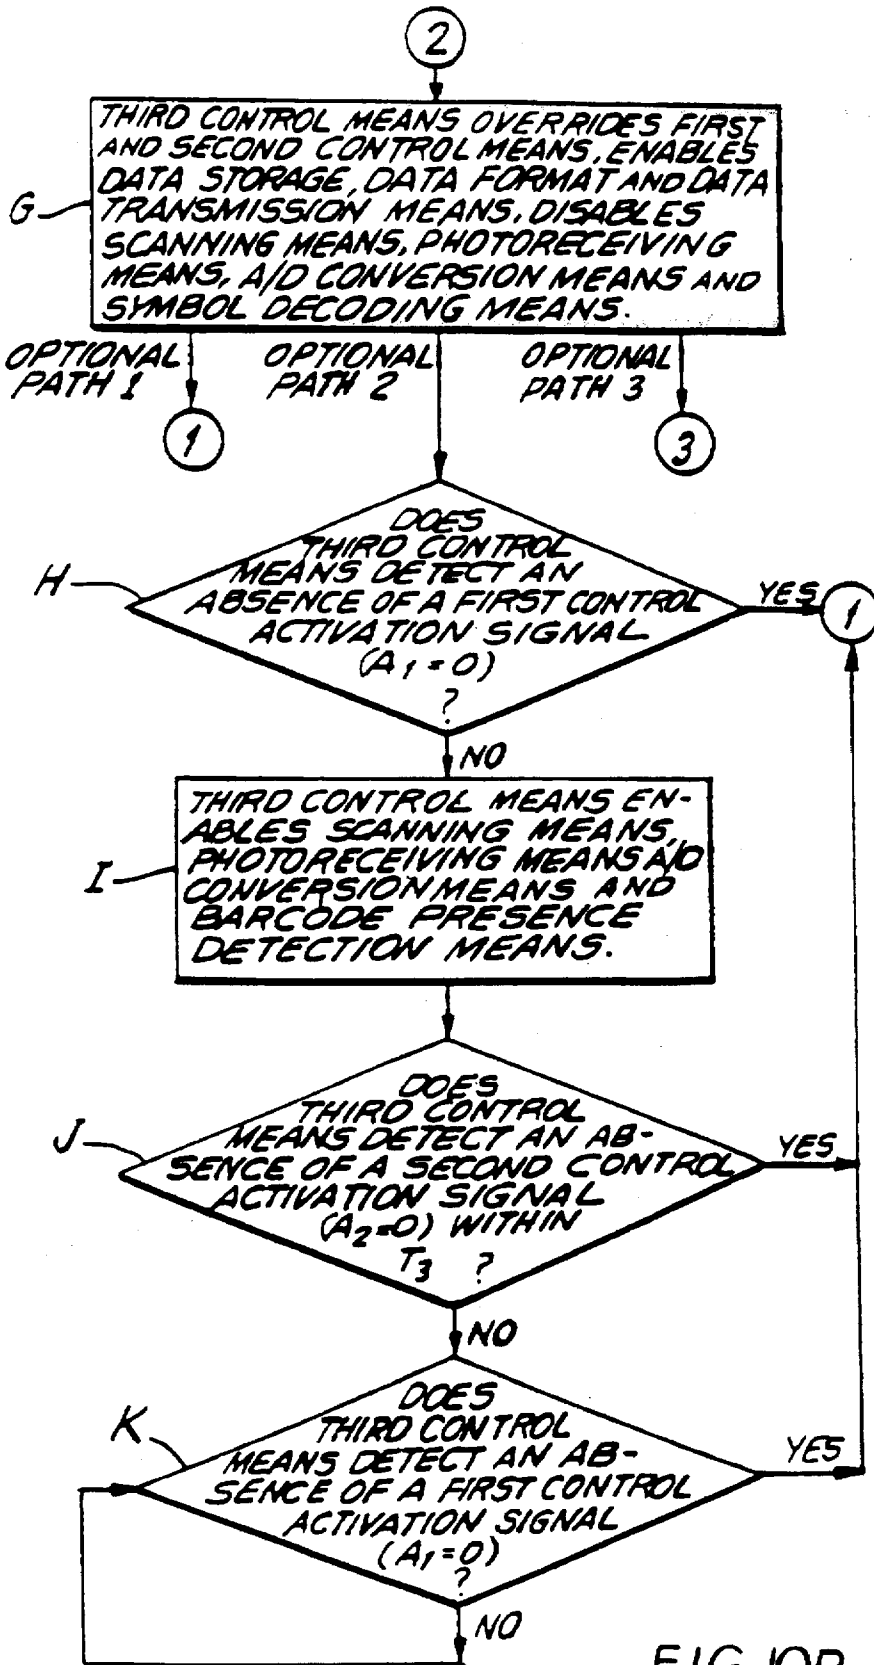 2
THIRD CONTROL MEANS OVERRIDES FIRST
AND SECOND CONTROL MEANS, ENABLES
DATA STORAGE, DATA FORMAT AND DATA
TRANSMISSION MEANS, DISABLES
SCANNING MEANS, PHOTORECEIVING
MEANS, A/D CONVERSION MEANS AND
SYMBOL DECODING MEANS.
G
OPTIONAL
PATH 1
OPTIONAL
PATH 2
OPTIONAL
PATH 3
1
3
DOES
THIRD CONTROL
MEANS DETECT AN
ABSENCE OF A FIRST CONTROL
ACTIVATION SIGNAL
(A1=0)
?
H
YES
1
NO
THIRD CONTROL MEANS EN-
ABLES SCANNING MEANS,
PHOTORECEIVING MEANS A/D
CONVERSION MEANS AND
BARCODE PRESENCE
DETECTION MEANS.
I
DOES
THIRD CONTROL
MEANS DETECT AN AB-
SENCE OF A SECOND CONTROL
ACTIVATION SIGNAL
(A2=0) WITHIN
T3 ?
J
YES
NO
DOES
THIRD CONTROL
MEANS DETECT AN AB-
SENCE OF A FIRST CONTROL
ACTIVATION SIGNAL
(A1=0)
?
K
YES
NO